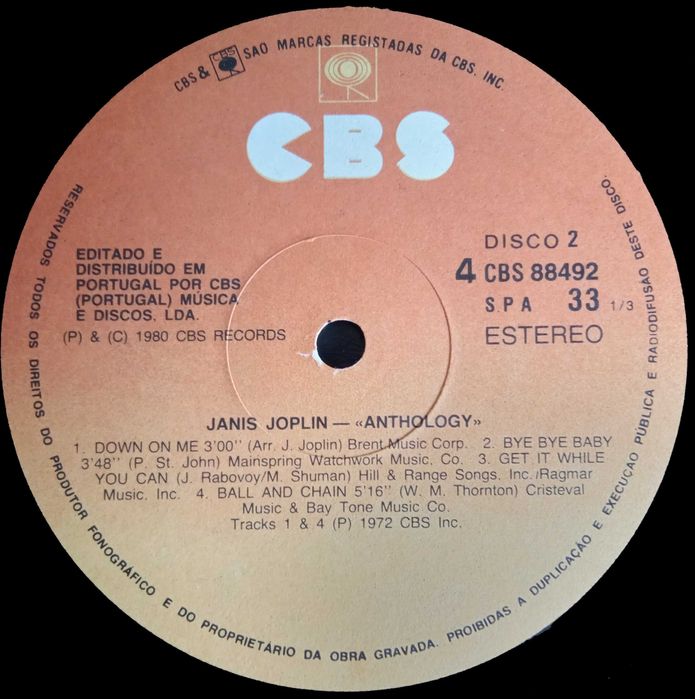 CBS & CBS SAO MARCAS REGISTADAS DA CBS. INC.
CBS
EDITADO E
DISTRIBUÍDO EM
PORTUGAL POR CBS
(PORTUGAL) MÚSICA
E DISCOS, LDA.
(P) & (C) 1980 CBS RECORDS
DISCO 2
4 CBS 88492
S.P A 33 1/3
ESTEREO
JANIS JOPLIN — «ANTHOLOGY»
1. DOWN ON ME 3'00'' (Arr. J. Joplin) Brent Music Corp. 2. BYE BYE BABY
3'48'' (P. St. John) Mainspring Watchwork Music, Co. 3. GET IT WHILE
YOU CAN (J. Rabovoy/M. Shuman) Hill & Range Songs, Inc./Ragmar
Music, Inc. 4. BALL AND CHAIN 5'16'' (W. M. Thornton) Cristeval
Music & Bay Tone Music Co.
Tracks 1 & 4 (P) 1972 CBS Inc.
RESERVADOS TODOS OS DIREITOS DO PRODUTOR FONOGRÁFICO E DO PROPRIETÁRIO DA OBRA GRAVADA. PROIBIDAS A DUPLICAÇÃO E EXECUÇÃO PÚBLICA E RADIODIFUSÃO DESTE DISCO.